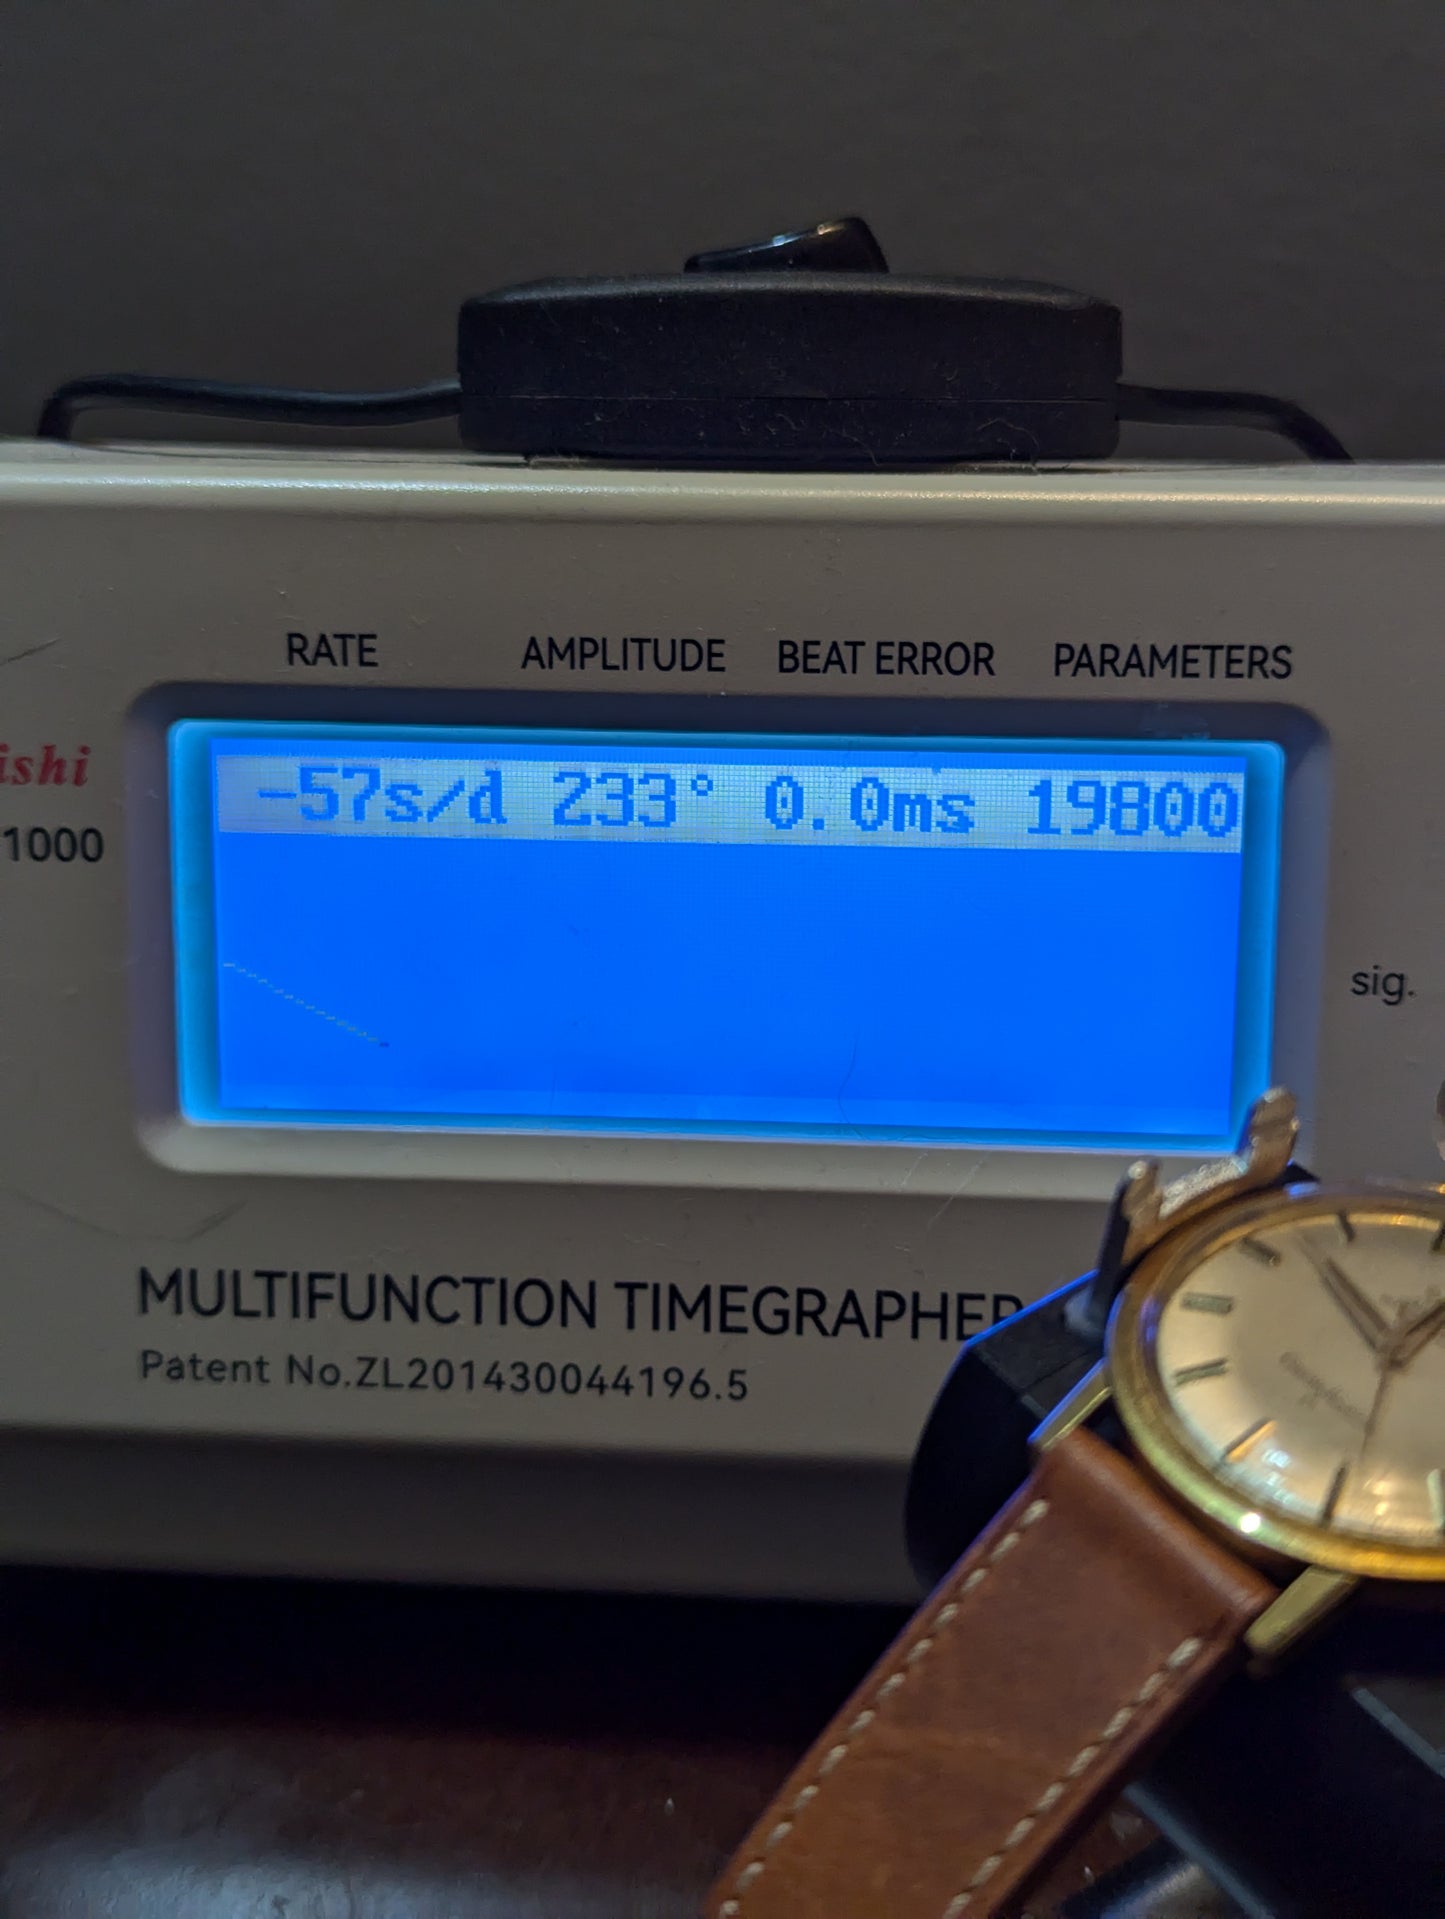 RATE AMPLITUDE BEAT ERROR PARAMETERS
ishi
1000
-57s/d 233° 0.0ms 19800
sig.
MULTIFUNCTION TIMEGRAPHER
Patent No.ZL201430044196.5